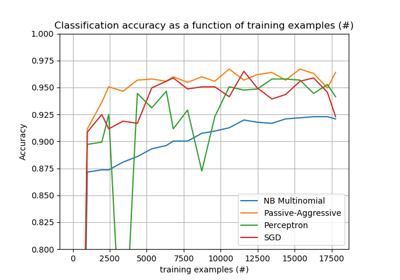 Classification accuracy as a function of training examples (#)
1.000
0.975
0.950
0.925
0.900
0.875
0.850
0.825
0.800
Accuracy
NB Multinomial
Passive-Aggressive
Perceptron
SGD
0 2500 5000 7500 10000 12500 15000 17500
training examples (#)